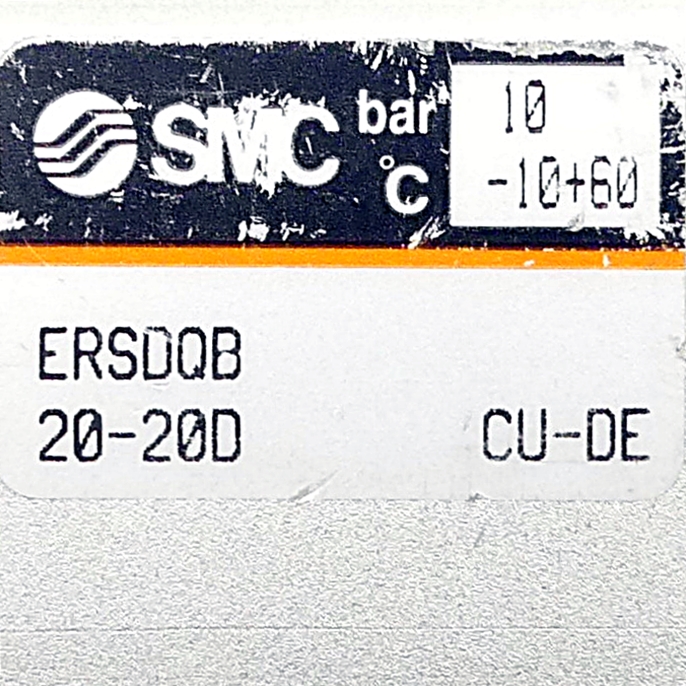 SMC bar 10
°C -10+60
ERSDQB
20-20D CU-DE